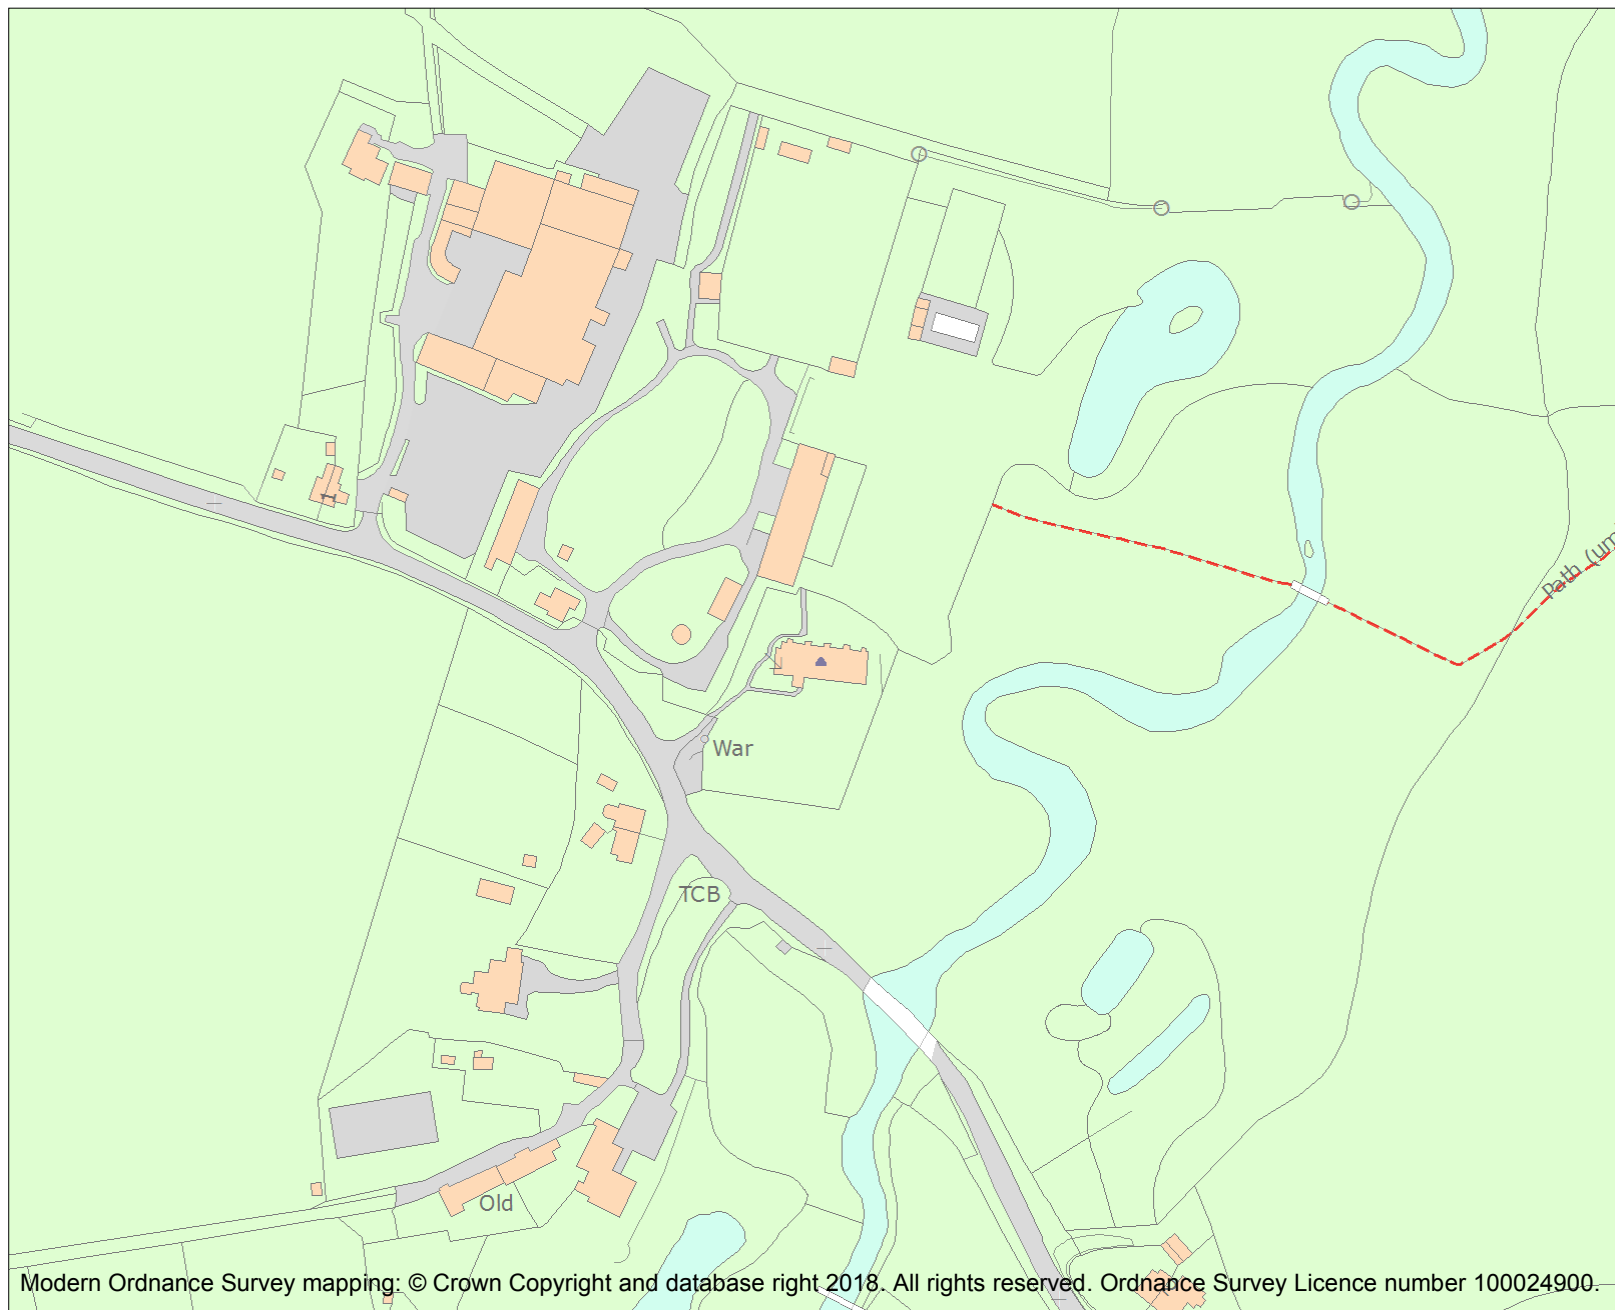 1
Path (um
War
TCB
Old
Modern Ordnance Survey mapping: © Crown Copyright and database right 2018. All rights reserved. Ordnance Survey Licence number 100024900.